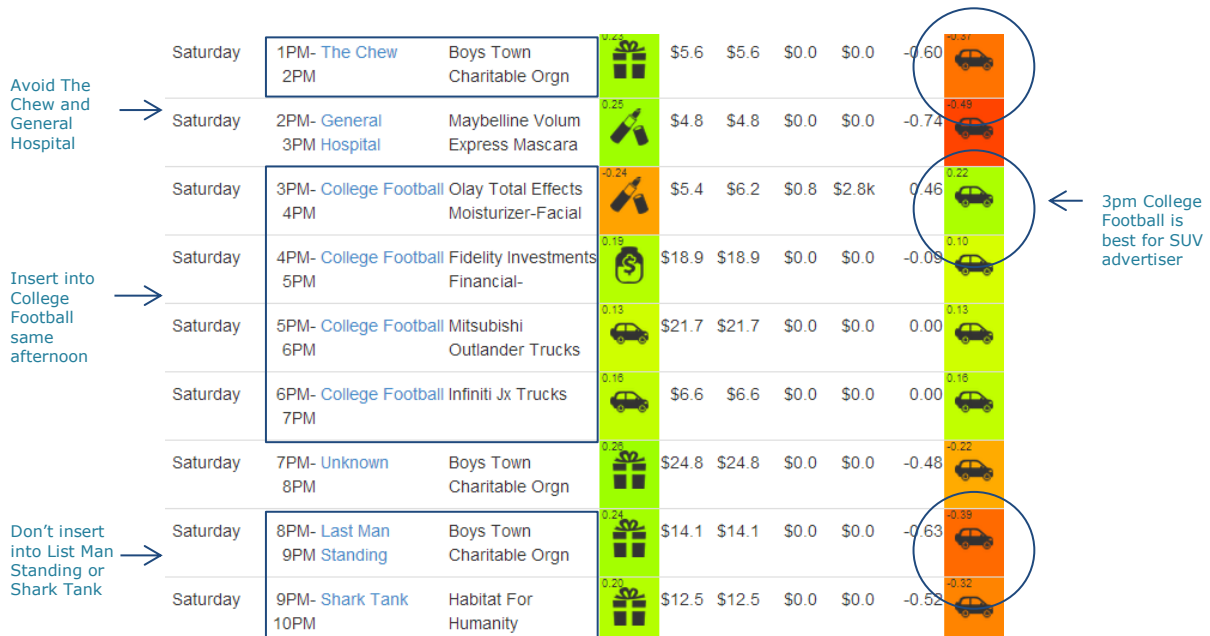 Avoid The
Chew and
General
Hospital
Insert into
College
Football
same
afternoon
Don't insert
into List Man
Standing or
Shark Tank
Saturday 1PM- The Chew Boys Town 0.23 $5.6 $5.6 $0.0 $0.0 -0.60 -0.37
2PM Charitable Orgn
Saturday 2PM- General Maybelline Volum 0.25 $4.8 $4.8 $0.0 $0.0 -0.74 -0.49
3PM Hospital Express Mascara
Saturday 3PM- College Football Olay Total Effects -0.24 $5.4 $6.2 $0.8 $2.8k 0.46 0.22
4PM Moisturizer-Facial
Saturday 4PM- College Football Fidelity Investments 0.19 $18.9 $18.9 $0.0 $0.0 -0.09 0.10
5PM Financial-
Saturday 5PM- College Football Mitsubishi 0.13 $21.7 $21.7 $0.0 $0.0 0.00 0.13
6PM Outlander Trucks
Saturday 6PM- College Football Infiniti Jx Trucks 0.16 $6.6 $6.6 $0.0 $0.0 0.00 0.16
7PM
Saturday 7PM- Unknown Boys Town 0.26 $24.8 $24.8 $0.0 $0.0 -0.48 -0.22
8PM Charitable Orgn
Saturday 8PM- Last Man Boys Town 0.24 $14.1 $14.1 $0.0 $0.0 -0.63 -0.39
9PM Standing Charitable Orgn
Saturday 9PM- Shark Tank Habitat For 0.20 $12.5 $12.5 $0.0 $0.0 -0.52 -0.32
10PM Humanity
3pm College
Football is
best for SUV
advertiser